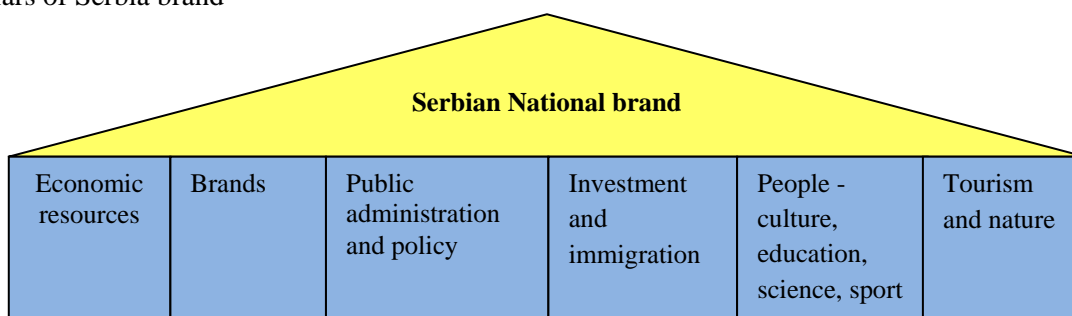 of Serbia brand
Serbian National brand
Economic
resources
Brands
Public
administration
and policy
Investment
and
immigration
People -
culture,
education,
science, sport
Tourism
and nature